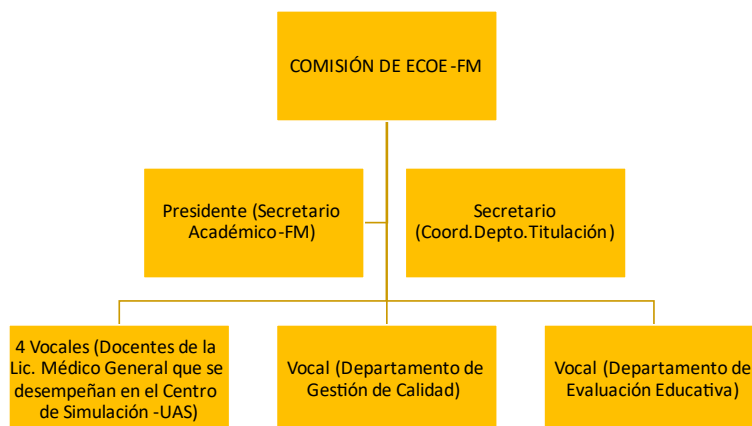 COMISIÓN DE ECOE-FM
Presidente (Secretario
Académico-FM)
Secretario
(Coord.Depto.Titulación)
4 Vocales (Docentes de la
Lic. Médico General que se
desempeñan en el Centro
de Simulación -UAS)
Vocal (Departamento de
Gestión de Calidad)
Vocal (Departamento de
Evaluación Educativa)